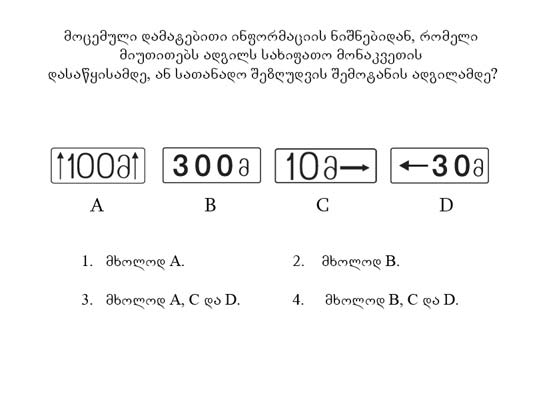 მოცემული დამატებითი ინფორმაციის ნიშნებიდან, რომელი
მიუთითებს ადგილს სახიფათო მონაკვეთის
დასაწყისამდე, ან სათანადო შეზღუდვის შემოტანის ადგილამდე?
↑100მ↑ 300მ 10მ→ ←30მ
A B C D
1. მხოლოდ A. 2. მხოლოდ B.
3. მხოლოდ A, C და D. 4. მხოლოდ B, C და D.